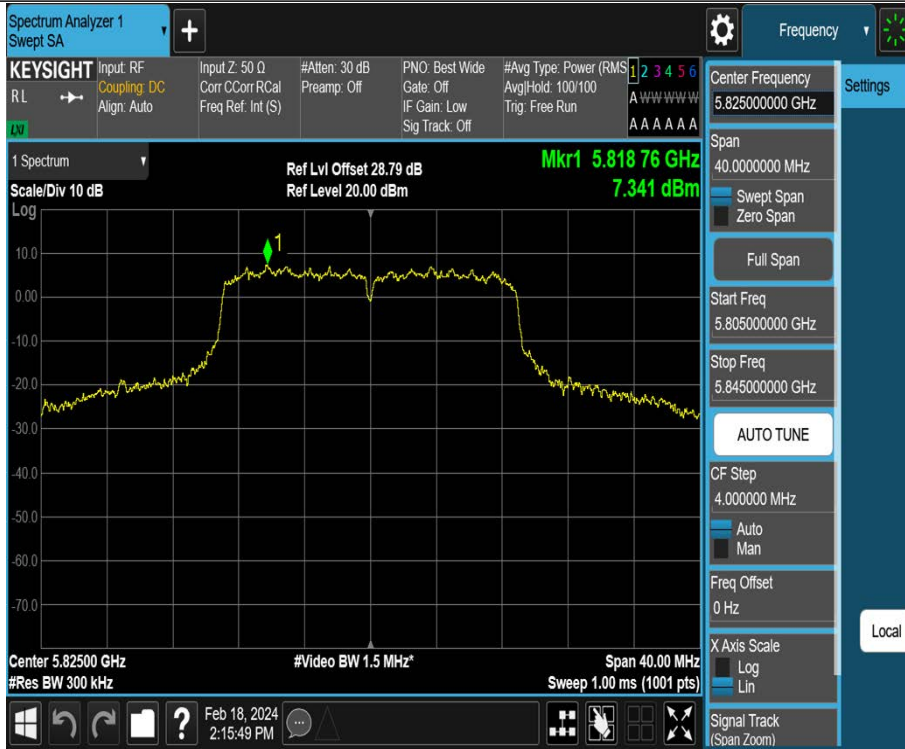 Spectrum Analyzer 1
Swept SA
+
Frequency
KEYSIGHT
R L
LXI
Input: RF
Coupling: DC
Align: Auto
Input Z: 50 Ω
Corr CCorr RCal
Freq Ref: Int (S)
#Atten: 30 dB
Preamp: Off
PNO: Best Wide
Gate: Off
IF Gain: Low
Sig Track: Off
#Avg Type: Power (RMS
Avg|Hold: 100/100
Trig: Free Run
1 2 3 4 5 6
A W W W W W
A A A A A A
1 Spectrum
Scale/Div 10 dB
Log
Ref Lvl Offset 28.79 dB
Ref Level 20.00 dBm
Mkr1 5.818 76 GHz
7.341 dBm
1
10.0
0.00
-10.0
-20.0
-30.0
-40.0
-50.0
-60.0
-70.0
Center 5.82500 GHz
#Video BW 1.5 MHz*
Span 40.00 MHz
#Res BW 300 kHz
Sweep 1.00 ms (1001 pts)
?
Feb 18, 2024
2:15:49 PM
Center Frequency
5.825000000 GHz
Settings
Span
40.0000000 MHz
Swept Span
Zero Span
Full Span
Start Freq
5.805000000 GHz
Stop Freq
5.845000000 GHz
AUTO TUNE
CF Step
4.000000 MHz
Auto
Man
Freq Offset
0 Hz
Local
X Axis Scale
Log
Lin
Signal Track
(Span Zoom)